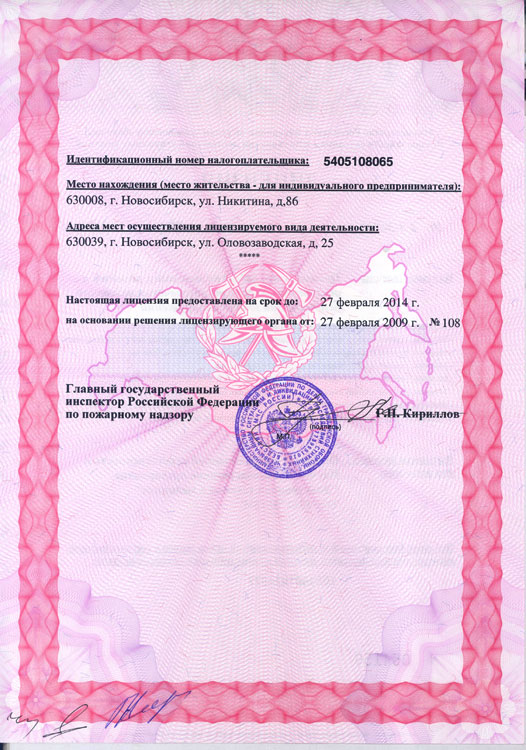 Идентификационный номер налогоплательщика: 5405108065
Место нахождения (место жительства - для индивидуального предпринимателя):
630008, г. Новосибирск, ул. Никитина, д,86
Адреса мест осуществления лицензируемого вида деятельности:
630039, г. Новосибирск, ул. Оловозаводская, д, 25
*****
Настоящая лицензия предоставлена на срок до: 27 февраля 2014 г.
на основании решения лицензирующего органа от: 27 февраля 2009 г. № 108
Главный государственный
инспектор Российской Федерации
по пожарному надзору
Г.Н. Кириллов
(подпись)
М.П.